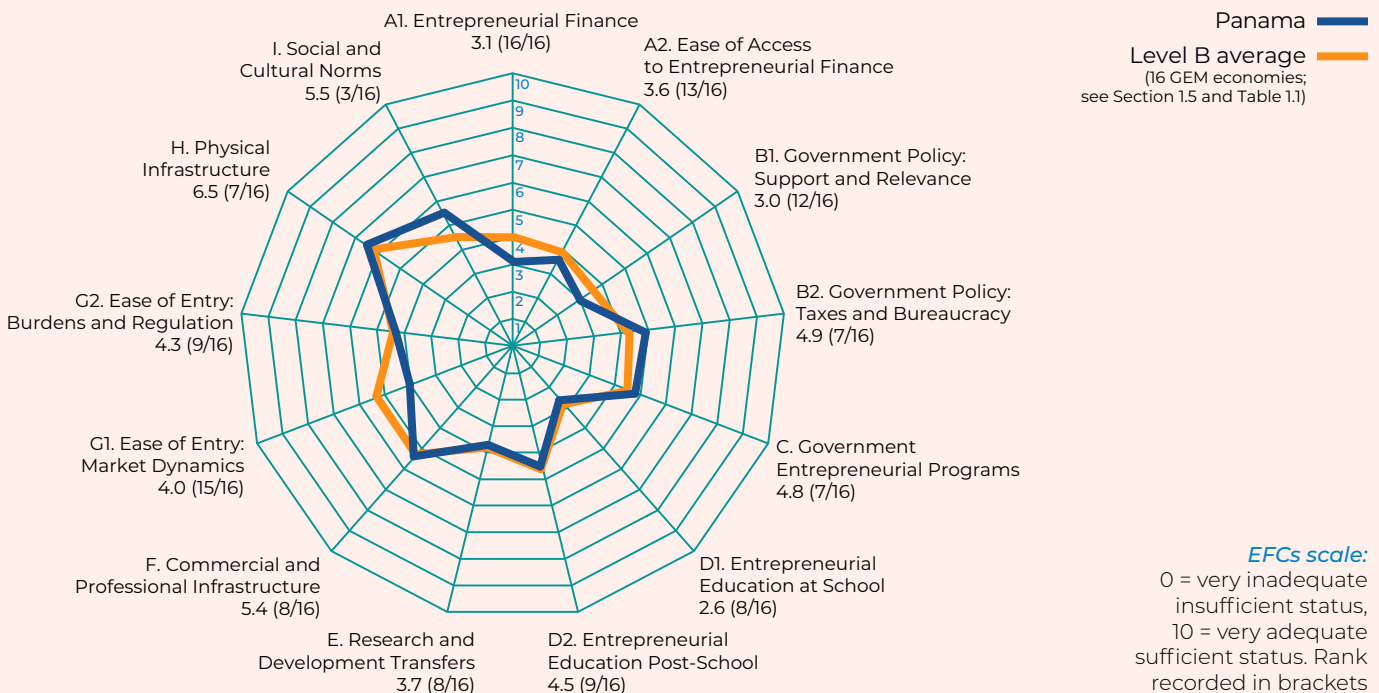 A1. Entrepreneurial Finance
3.1 (16/16)
A2. Ease of Access
to Entrepreneurial Finance
3.6 (13/16)
B1. Government Policy:
Support and Relevance
3.0 (12/16)
B2. Government Policy:
Taxes and Bureaucracy
4.9 (7/16)
C. Government
Entrepreneurial Programs
4.8 (7/16)
D1. Entrepreneurial
Education at School
2.6 (8/16)
D2. Entrepreneurial
Education Post-School
4.5 (9/16)
E. Research and
Development Transfers
3.7 (8/16)
F. Commercial and
Professional Infrastructure
5.4 (8/16)
G1. Ease of Entry:
Market Dynamics
4.0 (15/16)
G2. Ease of Entry:
Burdens and Regulation
4.3 (9/16)
H. Physical
Infrastructure
6.5 (7/16)
I. Social and
Cultural Norms
5.5 (3/16)
10
9
8
7
6
5
4
3
2
1
Panama
Level B average
(16 GEM economies;
see Section 1.5 and Table 1.1)
EFCs scale:
0 = very inadequate
insufficient status,
10 = very adequate
sufficient status. Rank
recorded in brackets